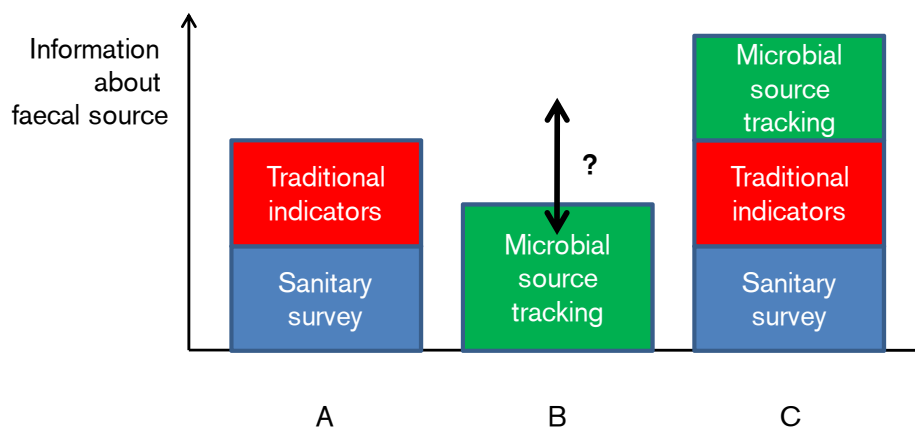 Information
about
faecal source
Traditional
indicators
Sanitary
survey
?
Microbial
source
tracking
Microbial
source
tracking
Traditional
indicators
Sanitary
survey
A
B
C